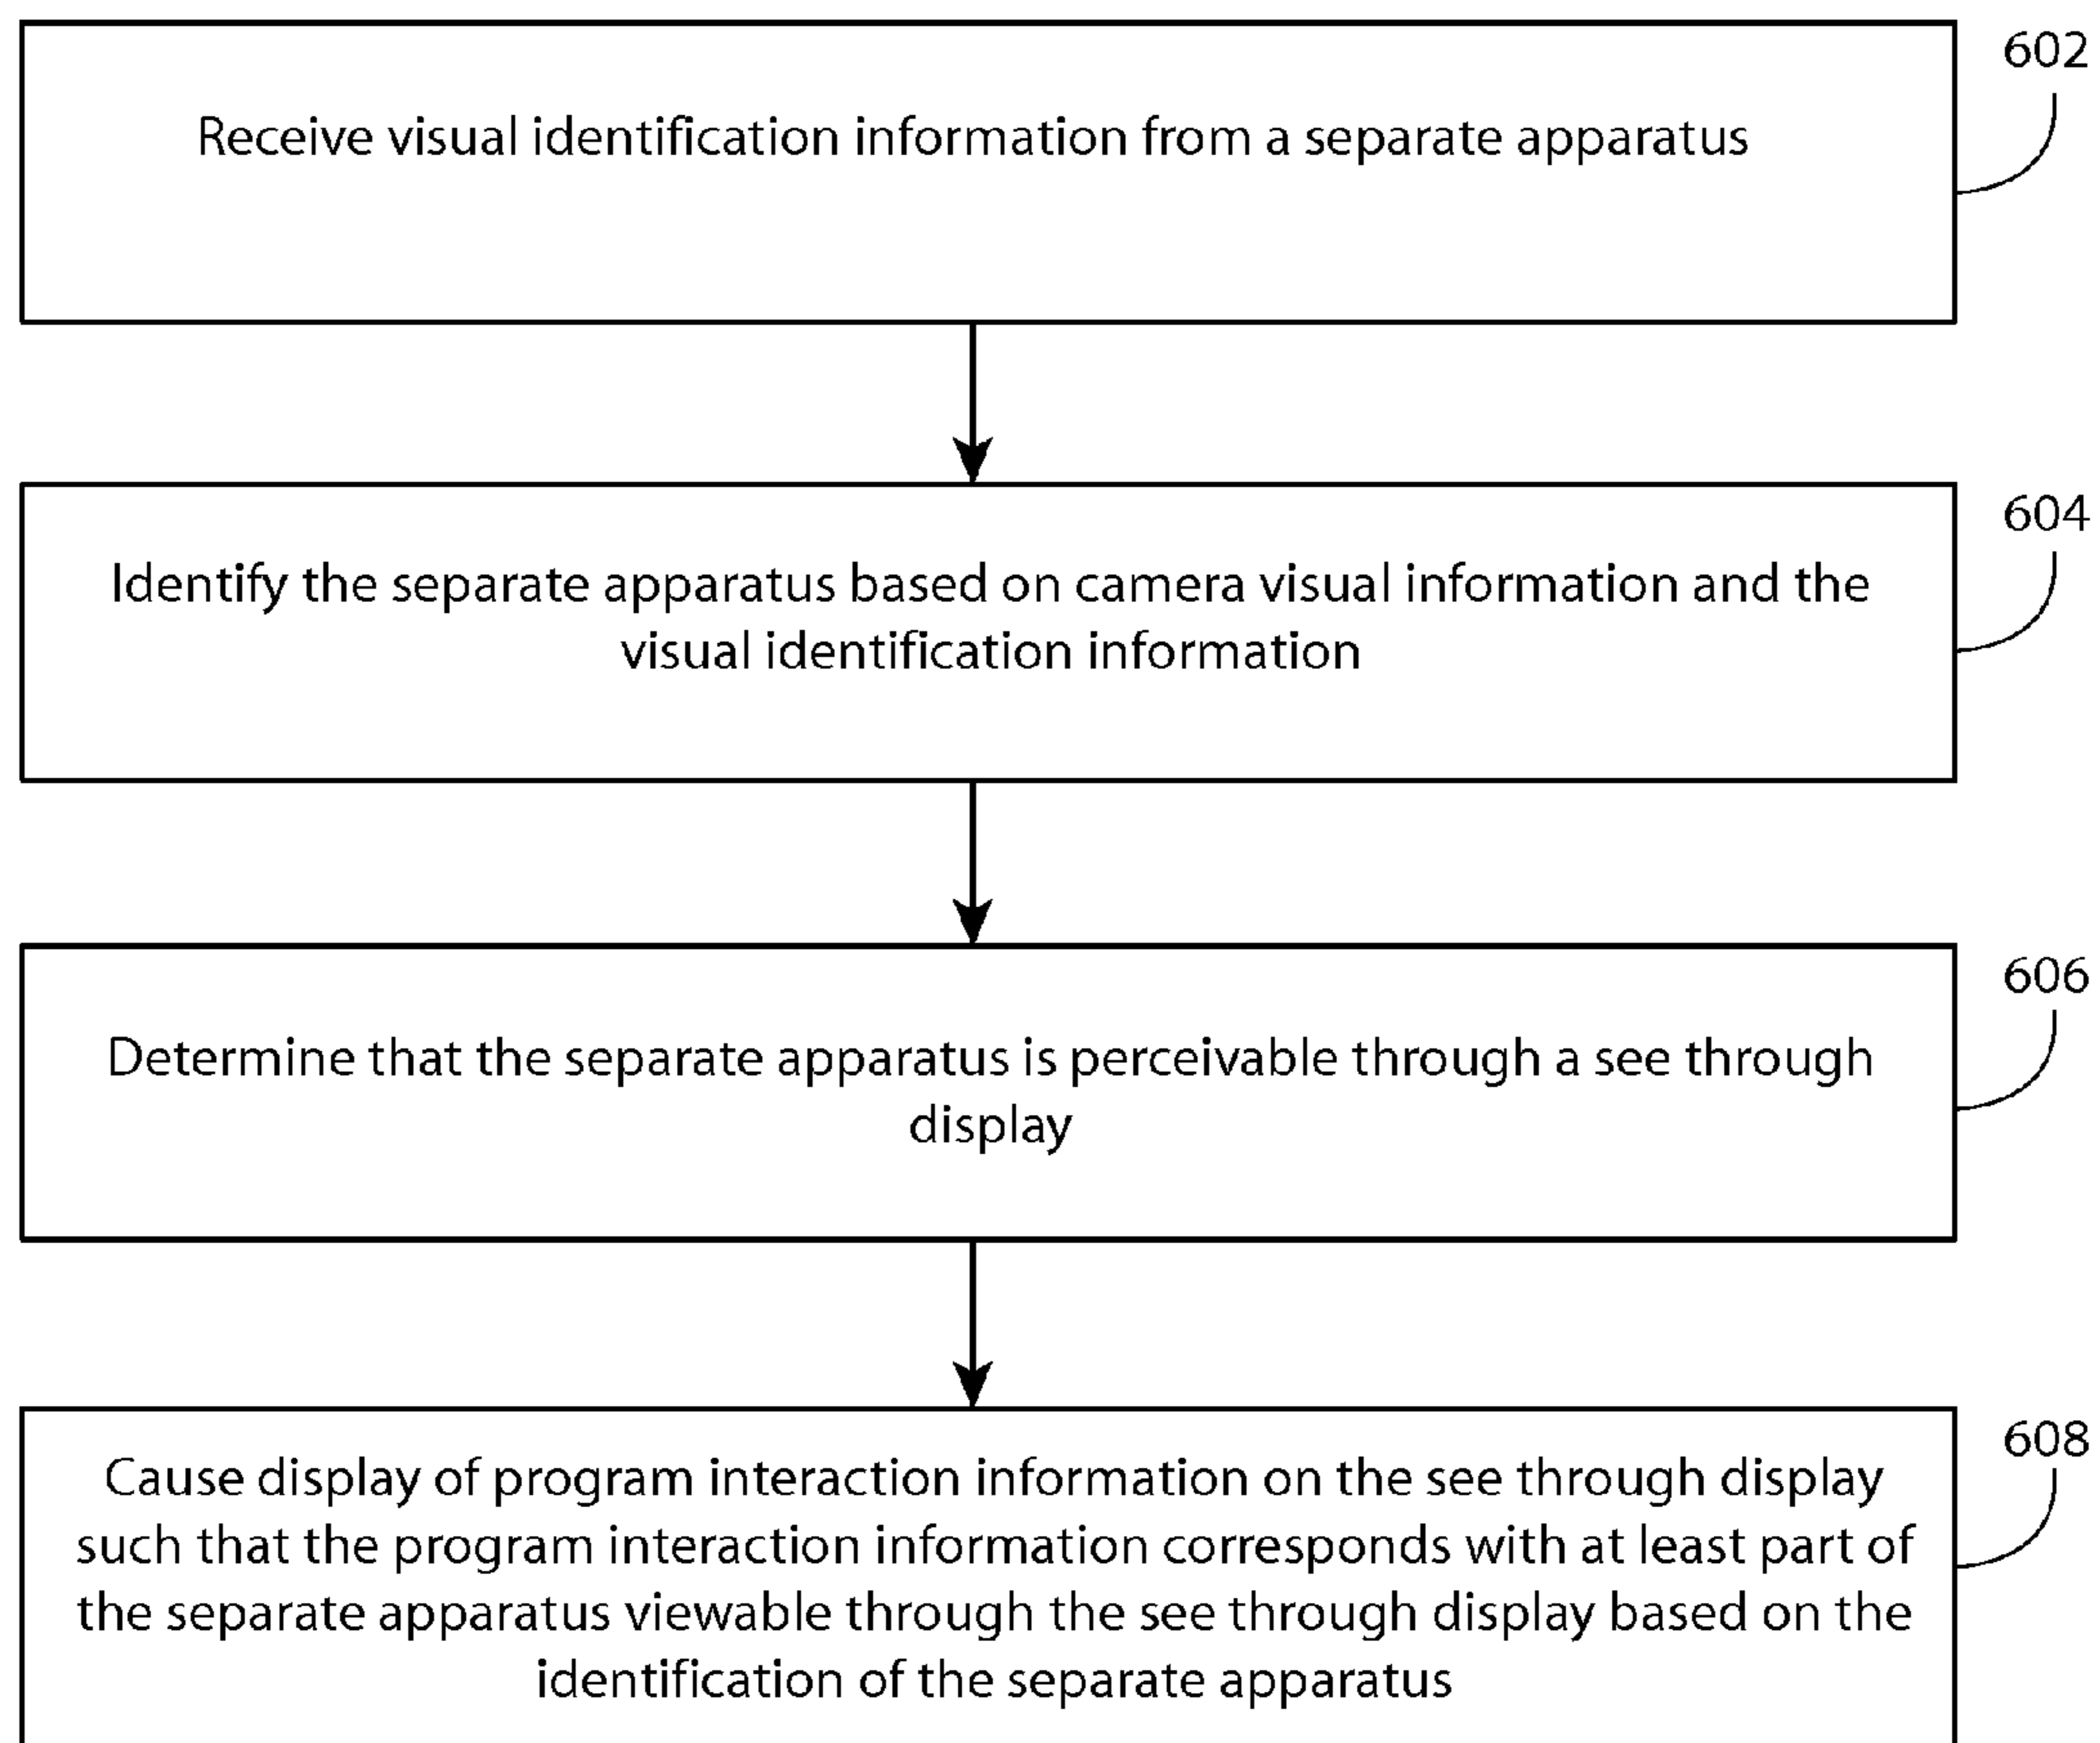 602
Receive visual identification information from a separate apparatus
604
Identify the separate apparatus based on camera visual information and the
visual identification information
606
Determine that the separate apparatus is perceivable through a see through
display
608
Cause display of program interaction information on the see through display
such that the program interaction information corresponds with at least part of
the separate apparatus viewable through the see through display based on the
identification of the separate apparatus